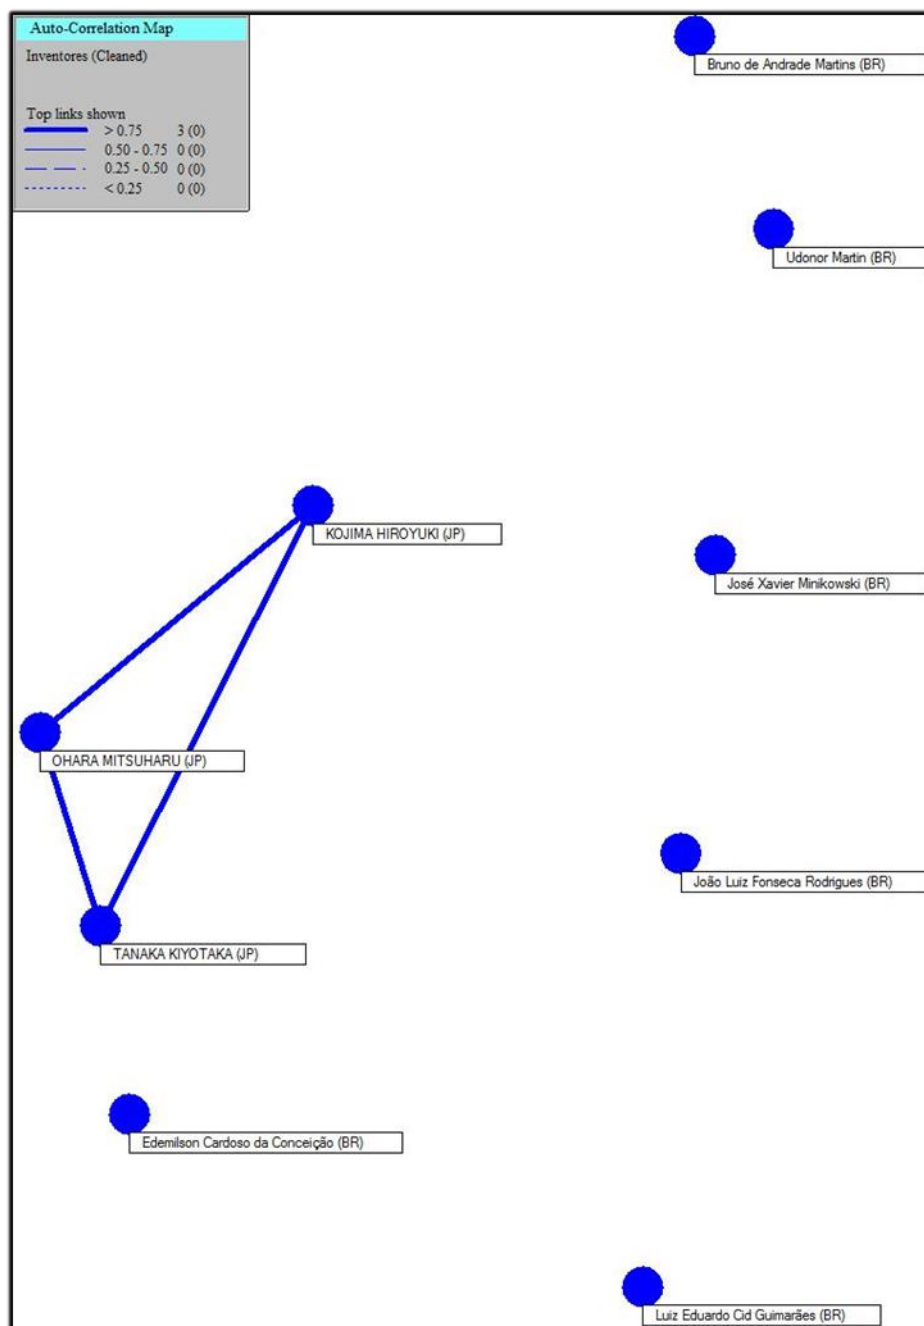 Auto-Correlation Map
Inventores (Cleaned)
Top links shown
> 0.75 3 (0)
0.50 - 0.75 0 (0)
0.25 - 0.50 0 (0)
< 0.25 0 (0)
Bruno de Andrade Martins (BR)
Udonor Martin (BR)
KOJIMA HIROYUKI (JP)
José Xavier Minikowski (BR)
OHARA MITSUHARU (JP)
João Luiz Fonseca Rodrigues (BR)
TANAKA KIYOTAKA (JP)
Edemilson Cardoso da Conceição (BR)
Luiz Eduardo Cid Guimarães (BR)